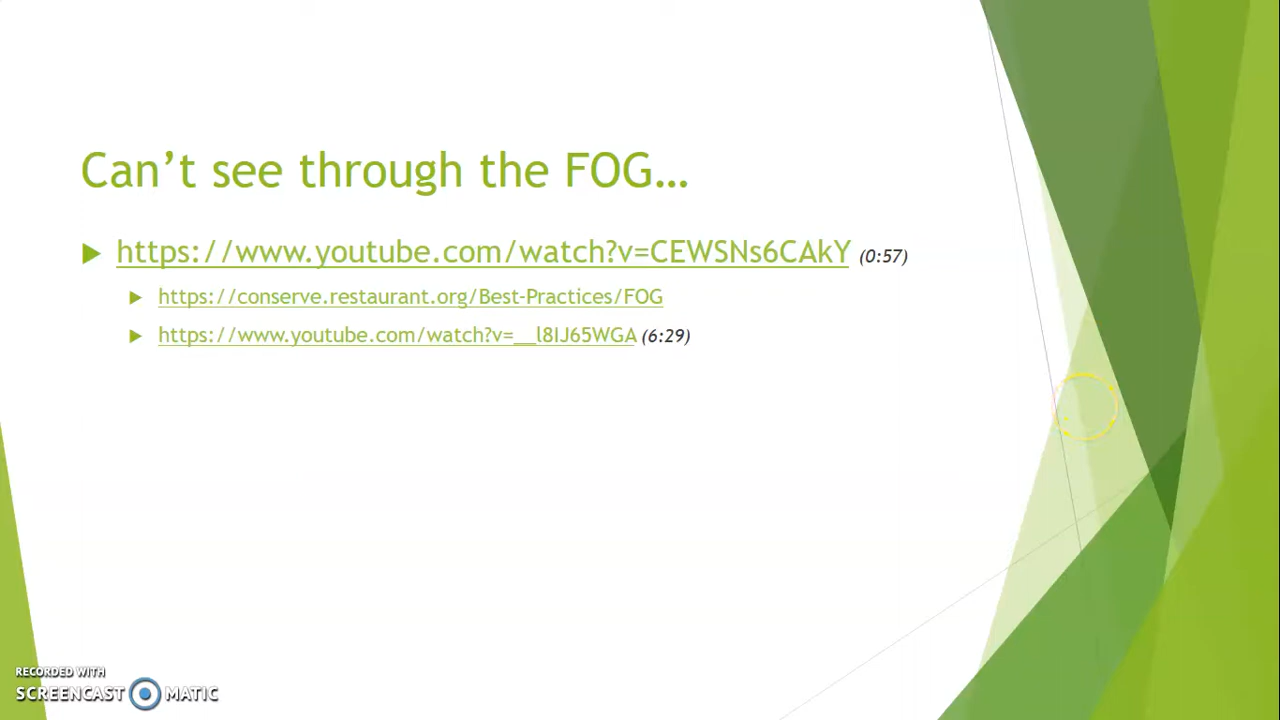 Can’t see through the FOG…
https://www.youtube.com/watch?v=CEWSNs6CAkY (0:57)
https://conserve.restaurant.org/Best-Practices/FOG
https://www.youtube.com/watch?v=__l8IJ65WGA (6:29)
RECORDED WITH
SCREENCAST MATIC